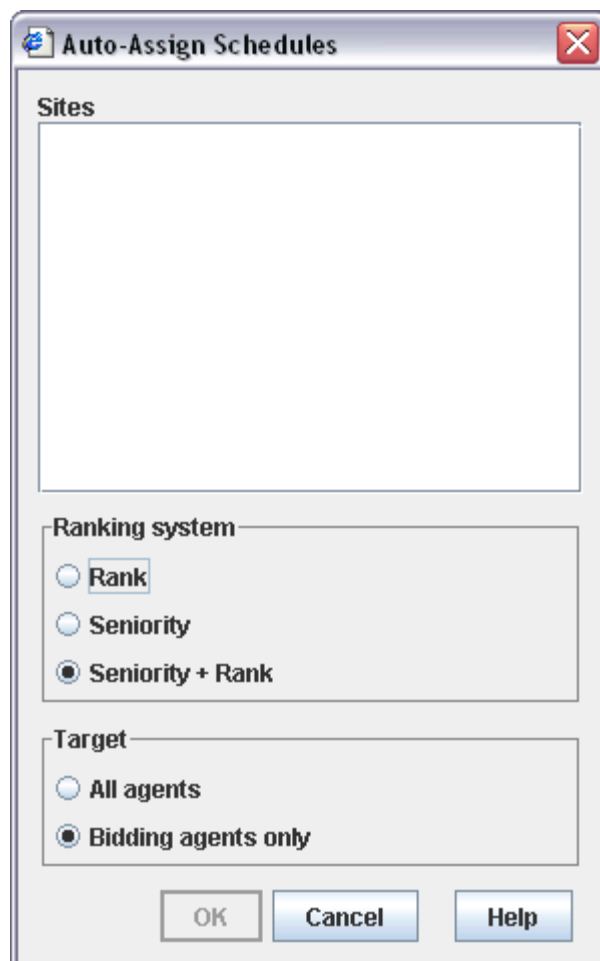 Auto-Assign Schedules
Sites
Ranking system
Rank
Seniority
Seniority + Rank
Target
All agents
Bidding agents only
OK Cancel Help